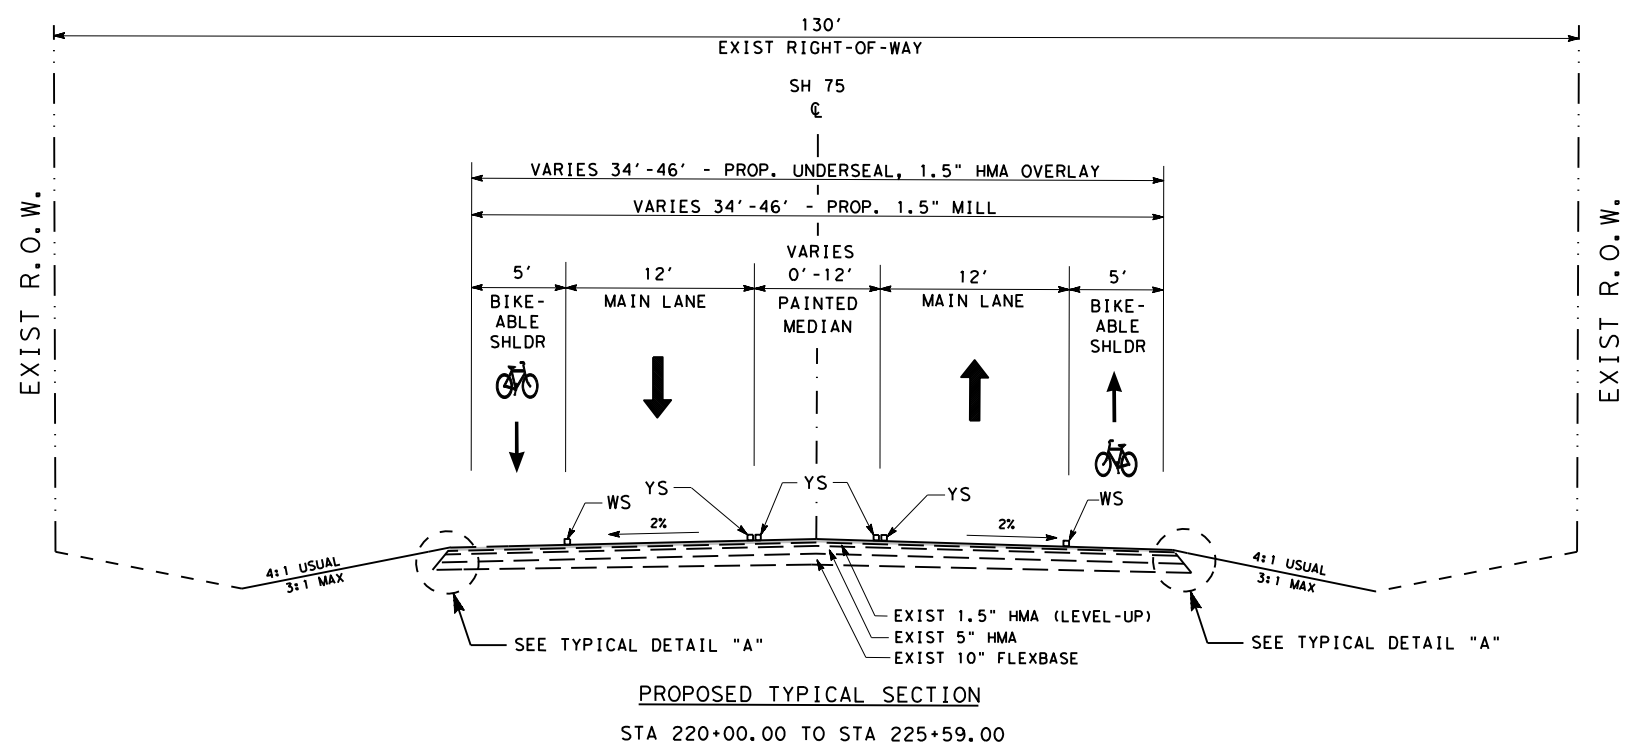 130'
EXIST RIGHT-OF-WAY
SH 75
℄
VARIES 34'-46' - PROP. UNDERSEAL, 1.5" HMA OVERLAY
VARIES 34'-46' - PROP. 1.5" MILL
VARIES
5'
12'
0'-12'
12'
5'
BIKE-
ABLE
SHLDR
MAIN LANE
PAINTED
MEDIAN
MAIN LANE
BIKE-
ABLE
SHLDR
EXIST R.O.W.
EXIST R.O.W.
WS
YS
YS
YS
WS
2%
2%
4:1 USUAL
3:1 MAX
4:1 USUAL
3:1 MAX
EXIST 1.5" HMA (LEVEL-UP)
EXIST 5" HMA
EXIST 10" FLEXBASE
SEE TYPICAL DETAIL "A"
SEE TYPICAL DETAIL "A"
PROPOSED TYPICAL SECTION
STA 220+00.00 TO STA 225+59.00